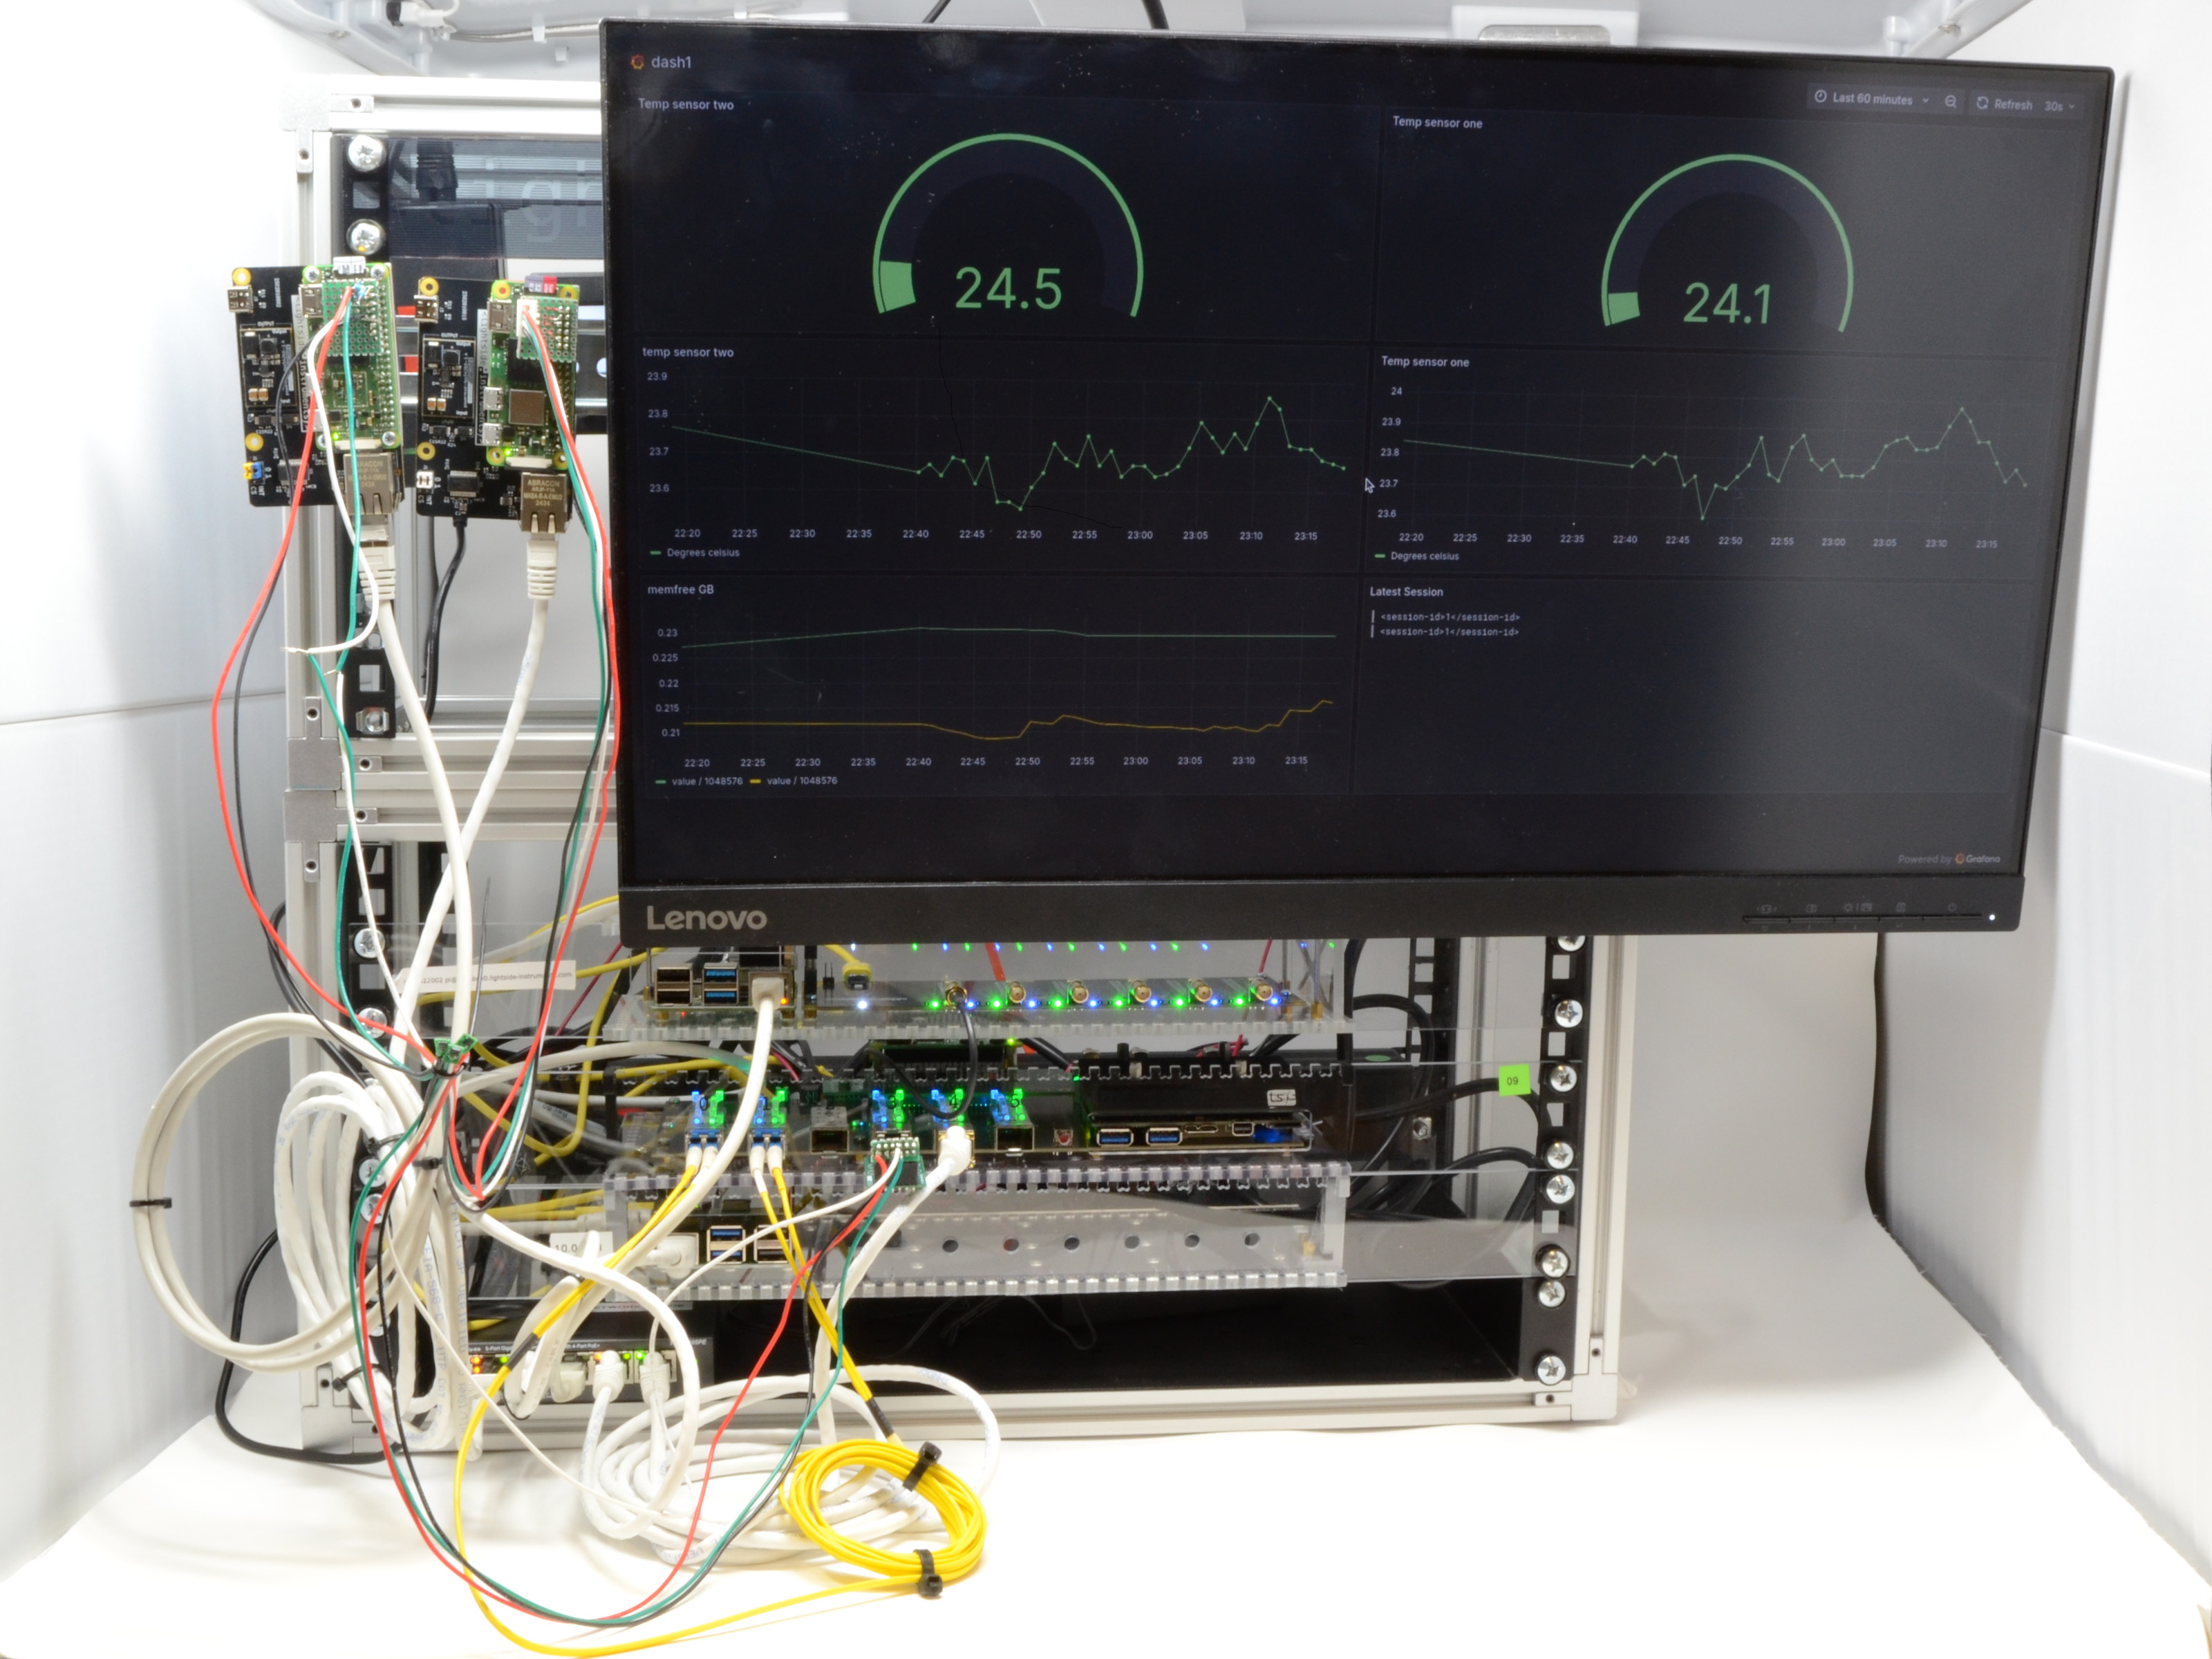 dash1
Last 60 minutes
Refresh 30s
Temp sensor two
Temp sensor one
24.5
24.1
temp sensor two
23.9
23.8
23.7
23.6
22:20 22:25 22:30 22:35 22:40 22:45 22:50 22:55 23:00 23:05 23:10 23:15
Degrees celsius
Temp sensor one
24
23.9
23.8
23.7
23.6
22:20 22:25 22:30 22:35 22:40 22:45 22:50 22:55 23:00 23:05 23:10 23:15
Degrees celsius
memfree GB
0.23
0.225
0.22
0.215
0.21
22:20 22:25 22:30 22:35 22:40 22:45 22:50 22:55 23:00 23:05 23:10 23:15
value / 1048576 value / 1048576
Latest Session
<session-id>1</session-id>
<session-id>1</session-id>
Powered by Grafana
Lenovo
ABRACON
2424
09
10.0